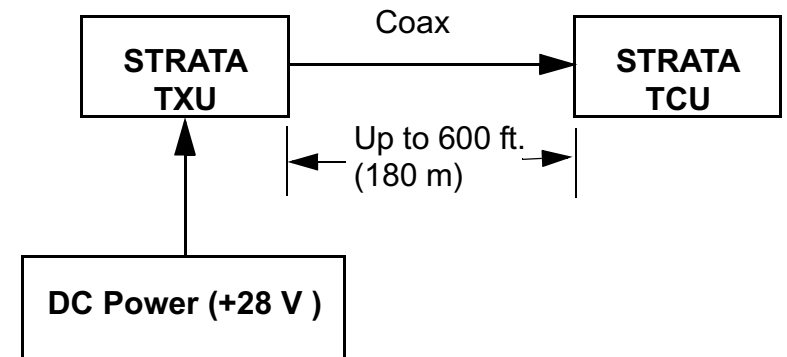 Coax
STRATA
TXU
STRATA
TCU
Up to 600 ft.
(180 m)
DC Power (+28 V )